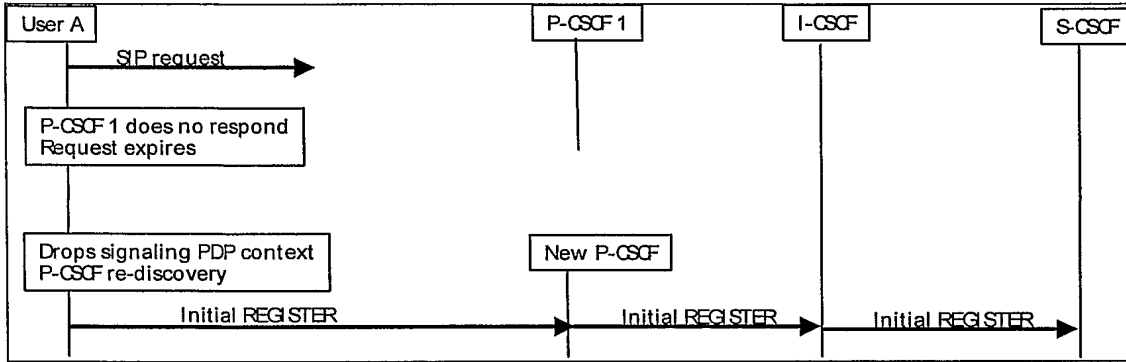 User A
P-CSCF 1
I-CSCF
S-CSCF
SIP request
P-CSCF 1 does no respond
Request expires
Drops signaling PDP context
P-CSCF re-discovery
New P-CSCF
Initial REGISTER
Initial REGISTER
Initial REGISTER